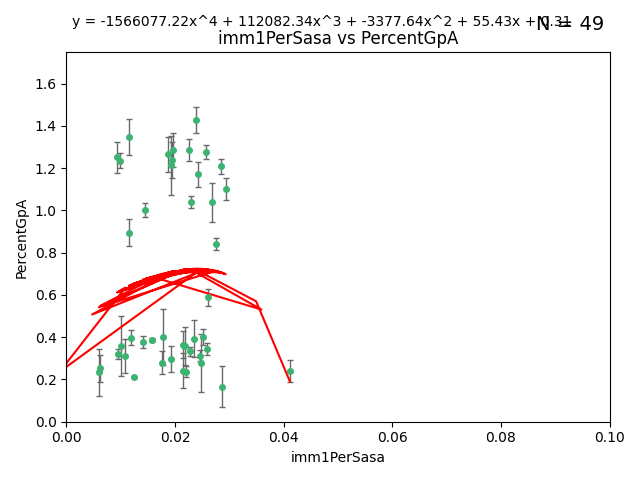 y = -1566077.22x^4 + 112082.34x^3 + -3377.64x^2 + 55.43x + 0.31
N = 49
imm1PerSasa vs PercentGpA
PercentGpA
1.6
1.4
1.2
1.0
0.8
0.6
0.4
0.2
0.0
0.00 0.02 0.04 0.06 0.08 0.10
imm1PerSasa